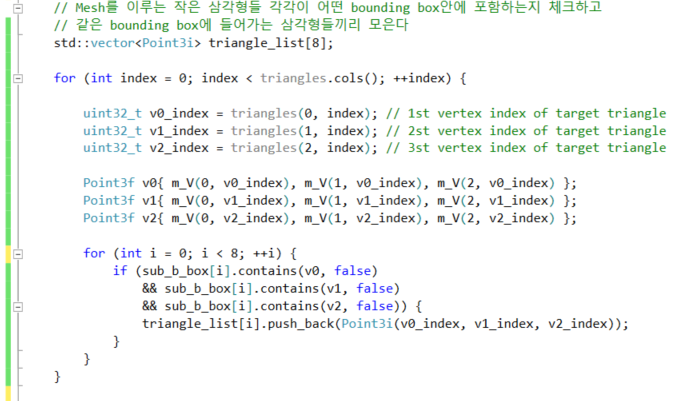 // Mesh를 이루는 작은 삼각형들 각각이 어떤 bounding box안에 포함하는지 체크하고
// 같은 bounding box에 들어가는 삼각형들끼리 모은다
std::vector<Point3i> triangle_list[8];
for (int index = 0; index < triangles.cols(); ++index) {
uint32_t v0_index = triangles(0, index); // 1st vertex index of target triangle
uint32_t v1_index = triangles(1, index); // 2st vertex index of target triangle
uint32_t v2_index = triangles(2, index); // 3st vertex index of target triangle
Point3f v0{ m_V(0, v0_index), m_V(1, v0_index), m_V(2, v0_index) };
Point3f v1{ m_V(0, v1_index), m_V(1, v1_index), m_V(2, v1_index) };
Point3f v2{ m_V(0, v2_index), m_V(1, v2_index), m_V(2, v2_index) };
for (int i = 0; i < 8; ++i) {
if (sub_b_box[i].contains(v0, false)
&& sub_b_box[i].contains(v1, false)
&& sub_b_box[i].contains(v2, false)) {
triangle_list[i].push_back(Point3i(v0_index, v1_index, v2_index));
}
}
}